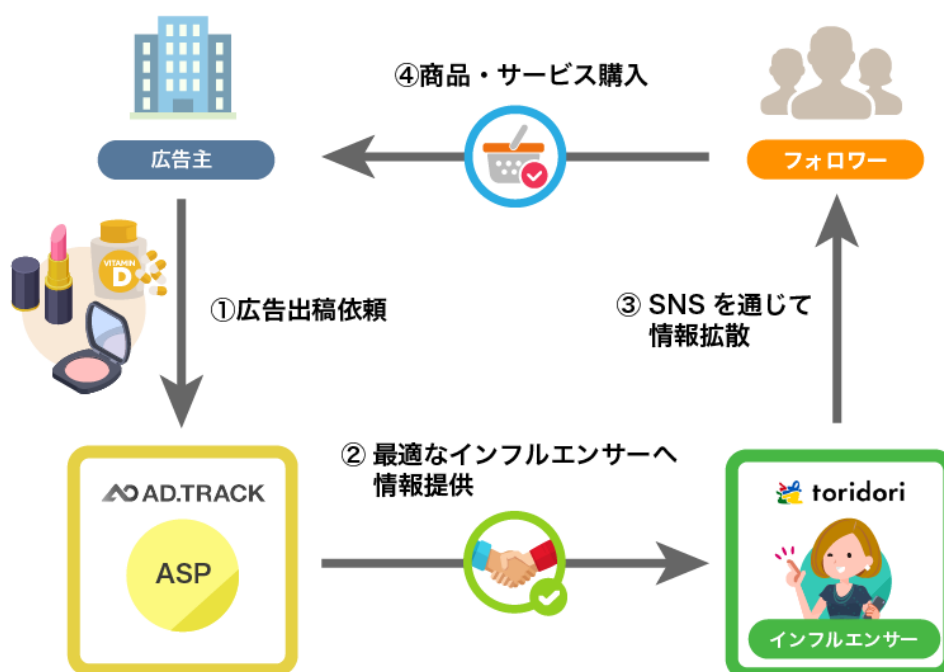 ④商品・サービス購入
広告主
フォロワー
VITAMIN
D
①広告出稿依頼
③ SNS を通じて
情報拡散
② 最適なインフルエンサーへ
情報提供
AD.TRACK
ASP
toridori
インフルエンサー